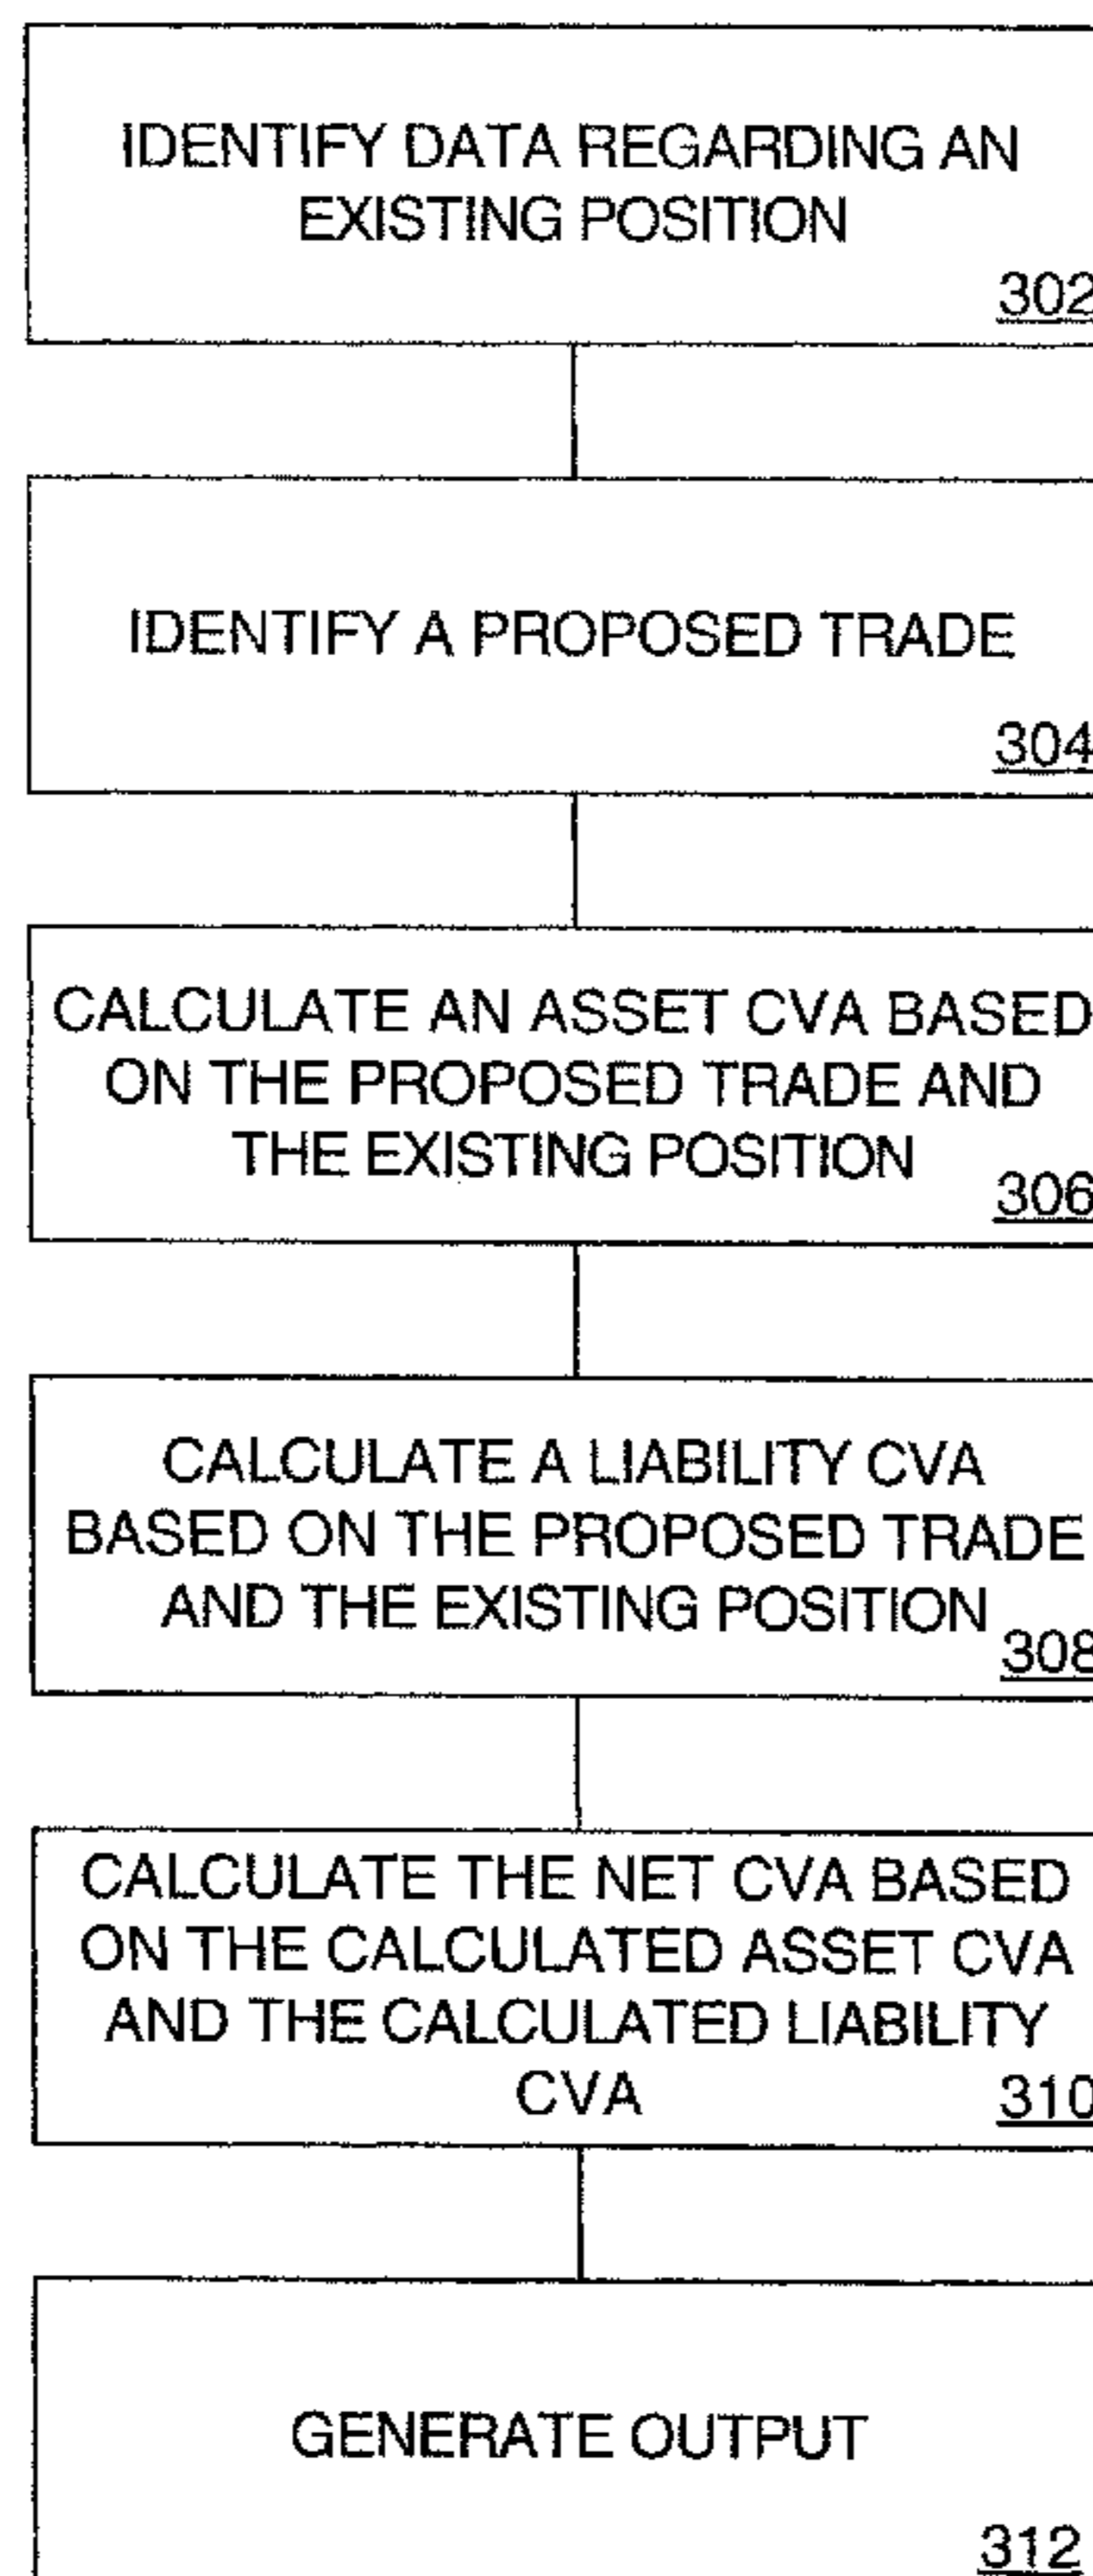 IDENTIFY DATA REGARDING AN
EXISTING POSITION
302
IDENTIFY A PROPOSED TRADE
304
CALCULATE AN ASSET CVA BASED
ON THE PROPOSED TRADE AND
THE EXISTING POSITION
306
CALCULATE A LIABILITY CVA
BASED ON THE PROPOSED TRADE
AND THE EXISTING POSITION
308
CALCULATE THE NET CVA BASED
ON THE CALCULATED ASSET CVA
AND THE CALCULATED LIABILITY
CVA
310
GENERATE OUTPUT
312